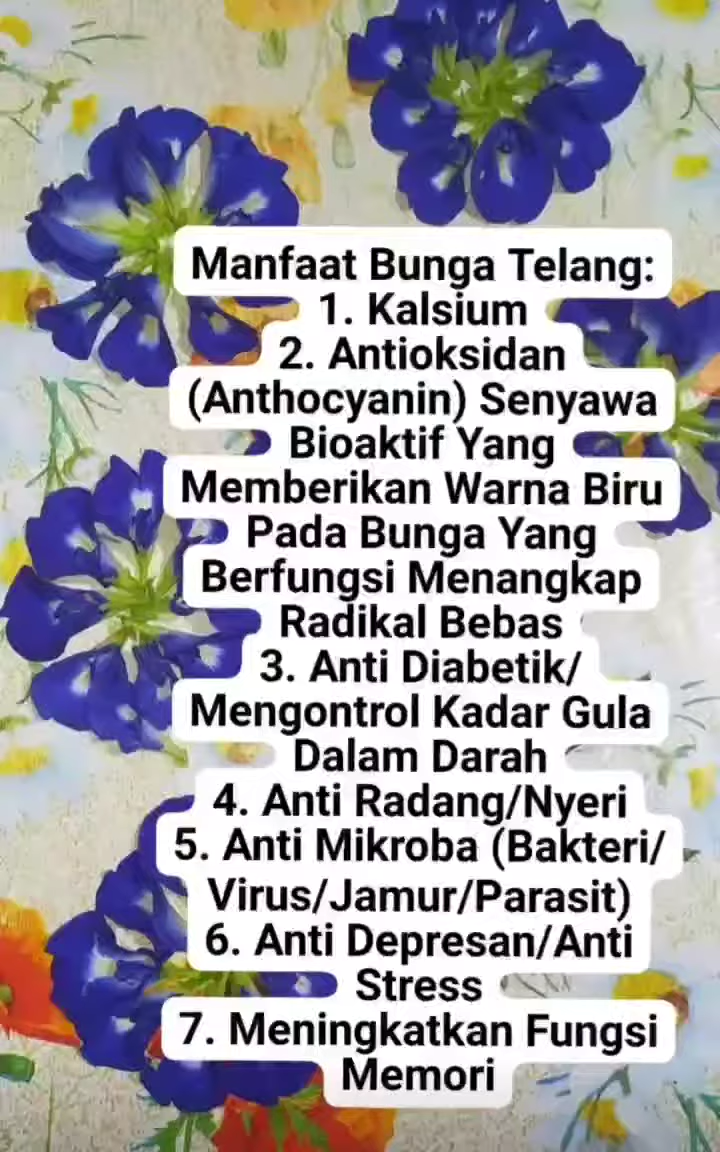 Manfaat Bunga Telang:
1. Kalsium
2. Antioksidan
(Anthocyanin) Senyawa
Bioaktif Yang
Memberikan Warna Biru
Pada Bunga Yang
Berfungsi Menangkap
Radikal Bebas
3. Anti Diabetik/
Mengontrol Kadar Gula
Dalam Darah
4. Anti Radang/Nyeri
5. Anti Mikroba (Bakteri/
Virus/Jamur/Parasit)
6. Anti Depresan/Anti
Stress
7. Meningkatkan Fungsi
Memori